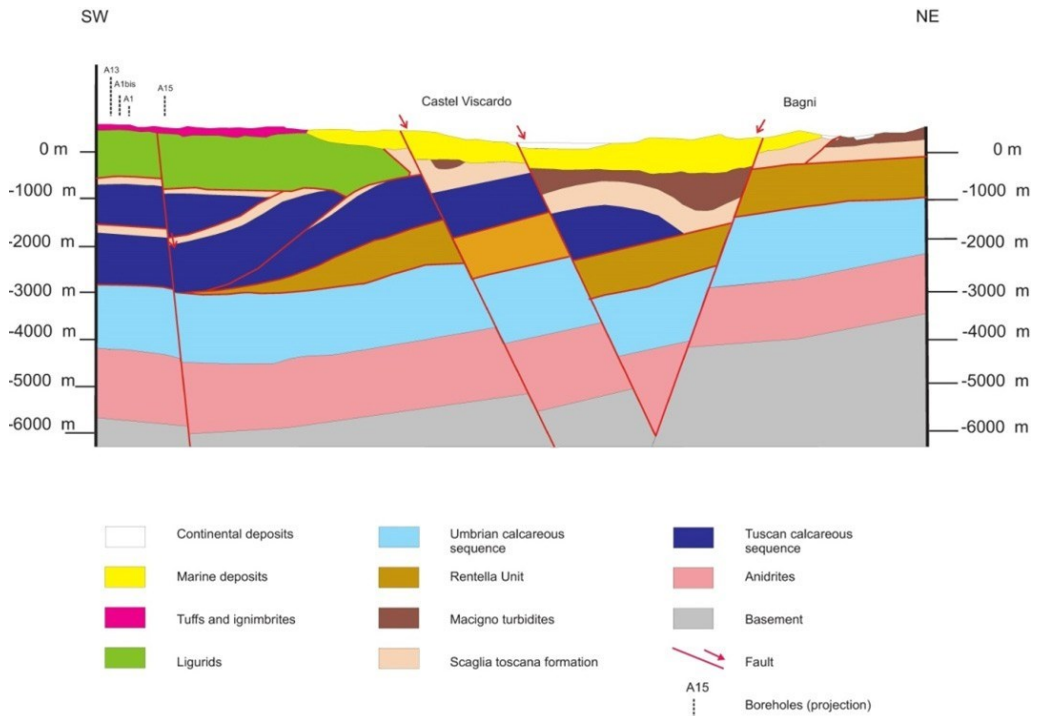 SW
NE
A13
A1bis
A1
A15
Castel Viscardo
Bagni
0 m
-1000 m
-2000 m
-3000 m
-4000 m
-5000 m
-6000 m
0 m
-1000 m
-2000 m
-3000 m
-4000 m
-5000 m
-6000 m
Continental deposits
Marine deposits
Tuffs and ignimbrites
Ligurids
Umbrian calcareous
sequence
Rentella Unit
Macigno turbidites
Scaglia toscana formation
Tuscan calcareous
sequence
Anidrites
Basement
Fault
A15
Boreholes (projection)